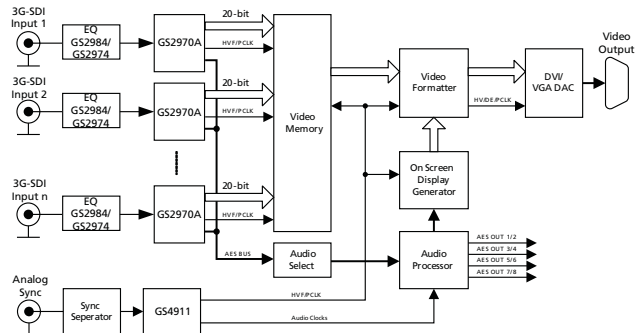 3G-SDI
Input 1
EQ
GS2984/
GS2974
GS2970A
20-bit
HVF/PCLK
3G-SDI
Input 2
EQ
GS2984/
GS2974
GS2970A
20-bit
HVF/PCLK
3G-SDI
Input n
EQ
GS2984/
GS2974
GS2970A
20-bit
HVF/PCLK
Video
Memory
Video
Formatter
HV/DE/PCLK
DVI/
VGA DAC
Video
Output
On Screen
Display
Generator
AES BUS
Audio
Select
Audio
Processor
AES OUT 1/2
AES OUT 3/4
AES OUT 5/6
AES OUT 7/8
Analog
Sync
Sync
Seperator
GS4911
HVF/PCLK
Audio Clocks